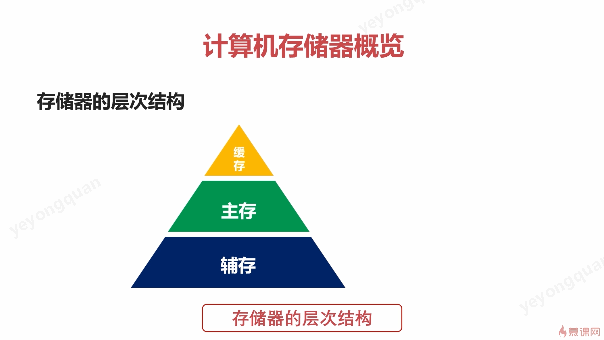 yeyongquan
计算机存储器概览
存储器的层次结构
缓
存
主存
yeyongquan
辅存
yeyongquan
存储器的层次结构
慕课网